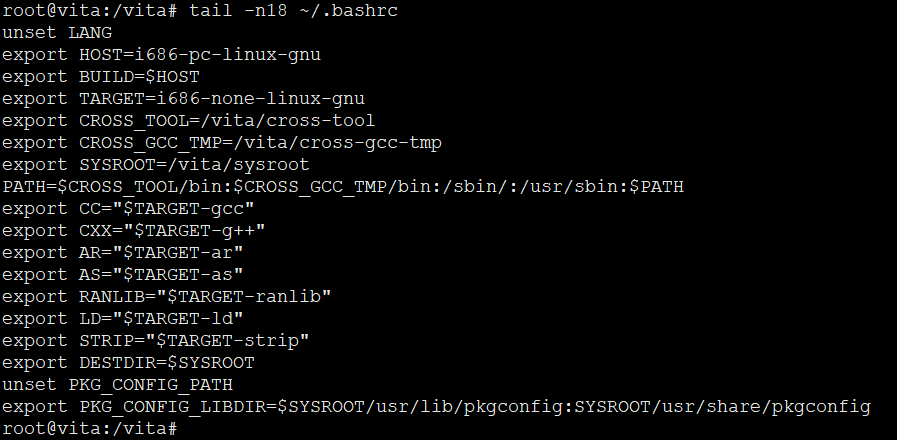 root@vita:/vita# tail -n18 ~/.bashrc
unset LANG
export HOST=i686-pc-linux-gnu
export BUILD=$HOST
export TARGET=i686-none-linux-gnu
export CROSS_TOOL=/vita/cross-tool
export CROSS_GCC_TMP=/vita/cross-gcc-tmp
export SYSROOT=/vita/sysroot
PATH=$CROSS_TOOL/bin:$CROSS_GCC_TMP/bin:/sbin/:/usr/sbin:$PATH
export CC="$TARGET-gcc"
export CXX="$TARGET-g++"
export AR="$TARGET-ar"
export AS="$TARGET-as"
export RANLIB="$TARGET-ranlib"
export LD="$TARGET-ld"
export STRIP="$TARGET-strip"
export DESTDIR=$SYSROOT
unset PKG_CONFIG_PATH
export PKG_CONFIG_LIBDIR=$SYSROOT/usr/lib/pkgconfig:SYSROOT/usr/share/pkgconfig
root@vita:/vita#